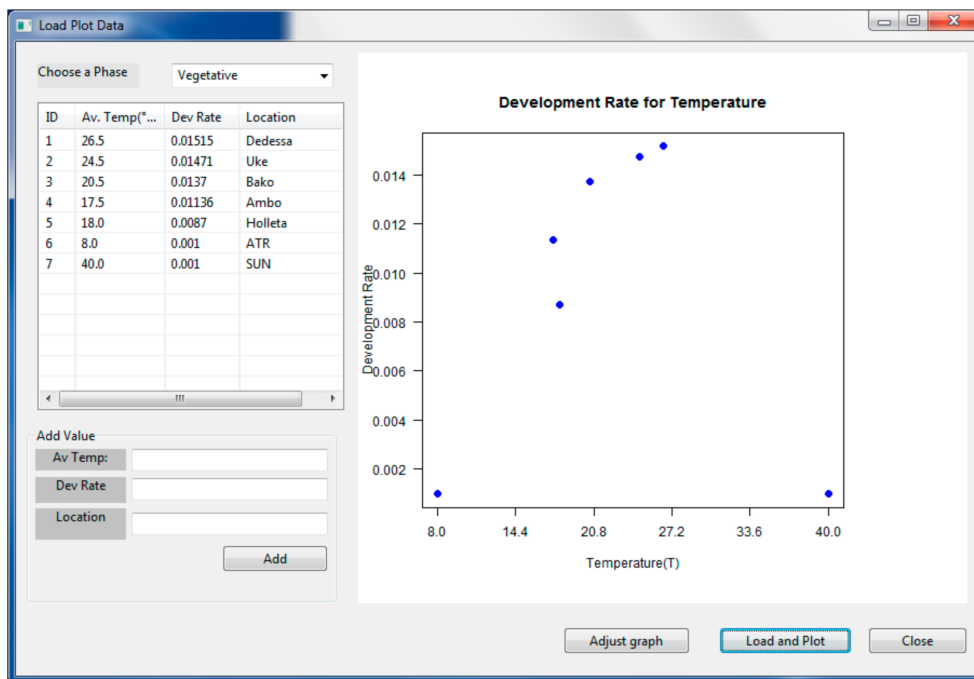 Load Plot Data
Choose a Phase
Vegetative
ID Av. Temp(°... Dev Rate Location
1 26.5 0.01515 Dedessa
2 24.5 0.01471 Uke
3 20.5 0.0137 Bako
4 17.5 0.01136 Ambo
5 18.0 0.0087 Holleta
6 8.0 0.001 ATR
7 40.0 0.001 SUN
Add Value
Av Temp:
Dev Rate
Location
Add
Development Rate for Temperature
Development Rate
0.014
0.012
0.010
0.008
0.006
0.004
0.002
8.0 14.4 20.8 27.2 33.6 40.0
Temperature(T)
Adjust graph Load and Plot Close